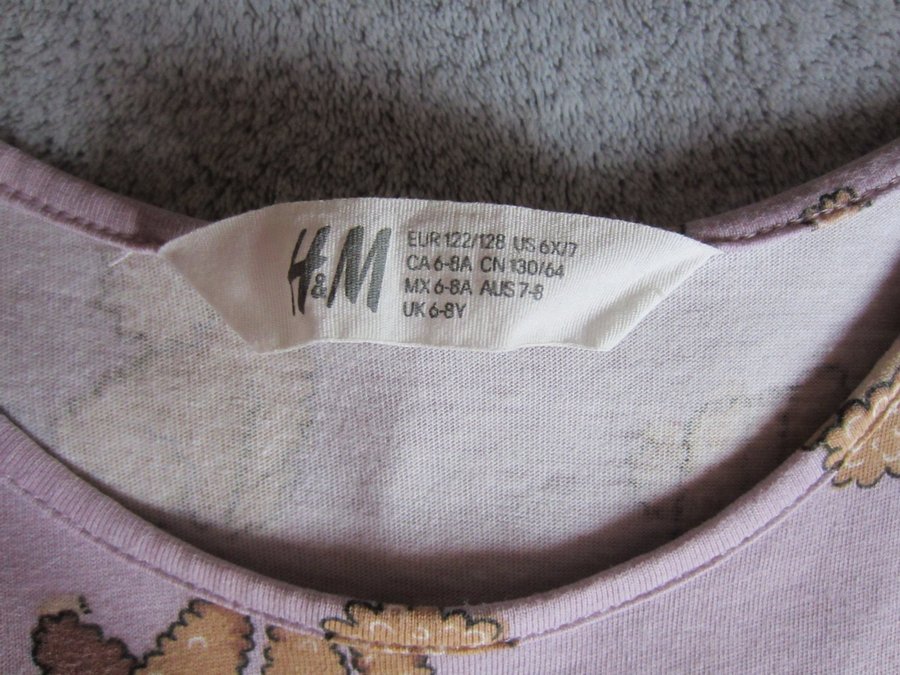 H&M
EUR 122/128 US 6X/7
CA 6-8A CN 130/64
MX 6-8A AUS 7-8
UK 6-8Y